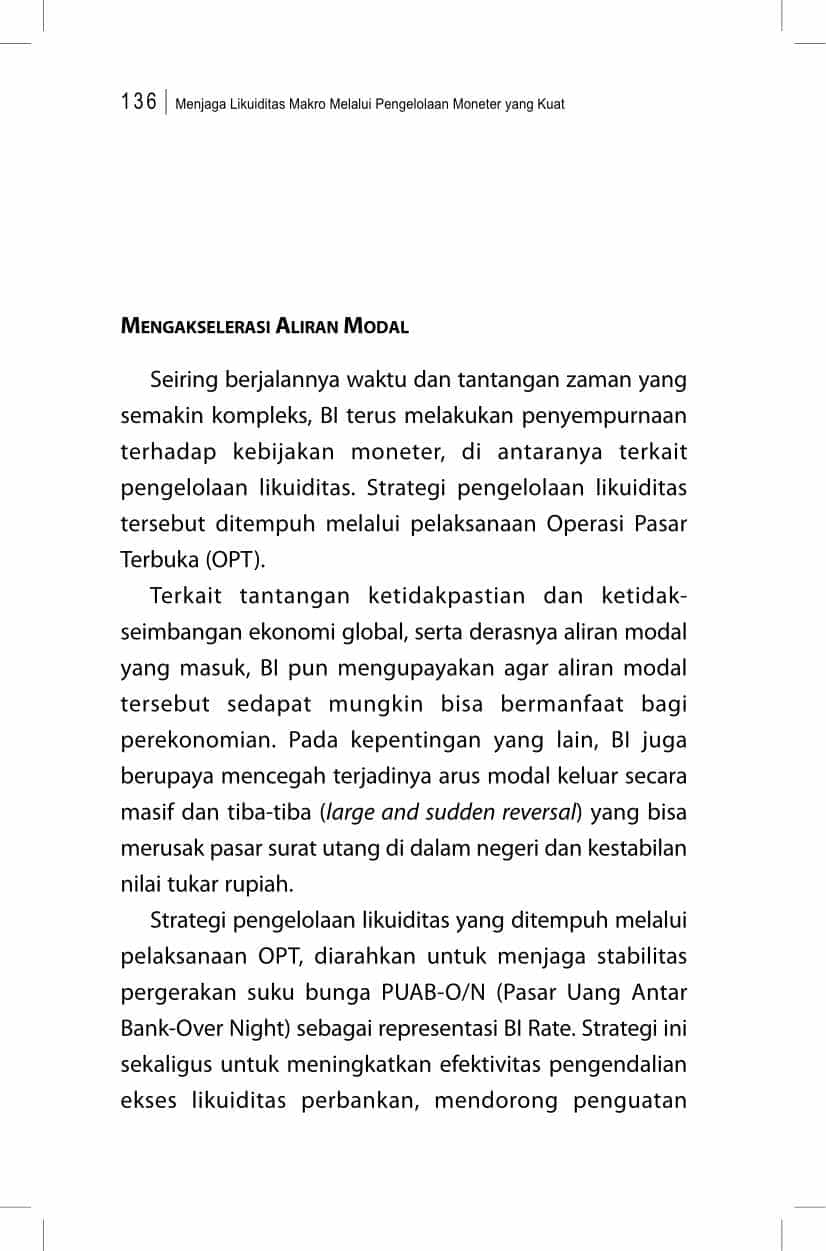 136 Menjaga Likuiditas Makro Melalui Pengelolaan Moneter yang Kuat
MENGAKSELERASI ALIRAN MODAL
Seiring berjalannya waktu dan tantangan zaman yang
semakin kompleks, BI terus melakukan penyempurnaan
terhadap kebijakan moneter, di antaranya terkait
pengelolaan likuiditas. Strategi pengelolaan likuiditas
tersebut ditempuh melalui pelaksanaan Operasi Pasar
Terbuka (OPT).
Terkait tantangan ketidakpastian dan ketidak-
seimbangan ekonomi global, serta derasnya aliran modal
yang masuk, BI pun mengupayakan agar aliran modal
tersebut sedapat mungkin bisa bermanfaat bagi
perekonomian. Pada kepentingan yang lain, BI juga
berupaya mencegah terjadinya arus modal keluar secara
masif dan tiba-tiba (large and sudden reversal) yang bisa
merusak pasar surat utang di dalam negeri dan kestabilan
nilai tukar rupiah.
Strategi pengelolaan likuiditas yang ditempuh melalui
pelaksanaan OPT, diarahkan untuk menjaga stabilitas
pergerakan suku bunga PUAB-O/N (Pasar Uang Antar
Bank-Over Night) sebagai representasi BI Rate. Strategi ini
sekaligus untuk meningkatkan efektivitas pengendalian
ekses likuiditas perbankan, mendorong penguatan